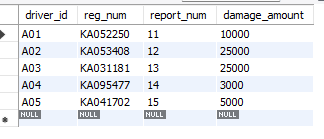 driver_id reg_num report_num damage_amount
A01 KA052250 11 10000
A02 KA053408 12 25000
A03 KA031181 13 25000
A04 KA095477 14 3000
A05 KA041702 15 5000
NULL NULL NULL NULL